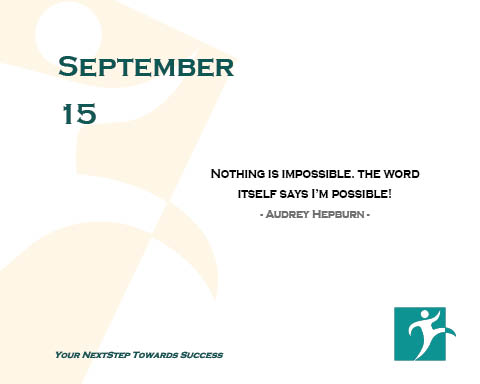 September
15
Nothing is impossible. the word
itself says I'm possible!
- Audrey Hepburn -
Your NextStep Towards Success